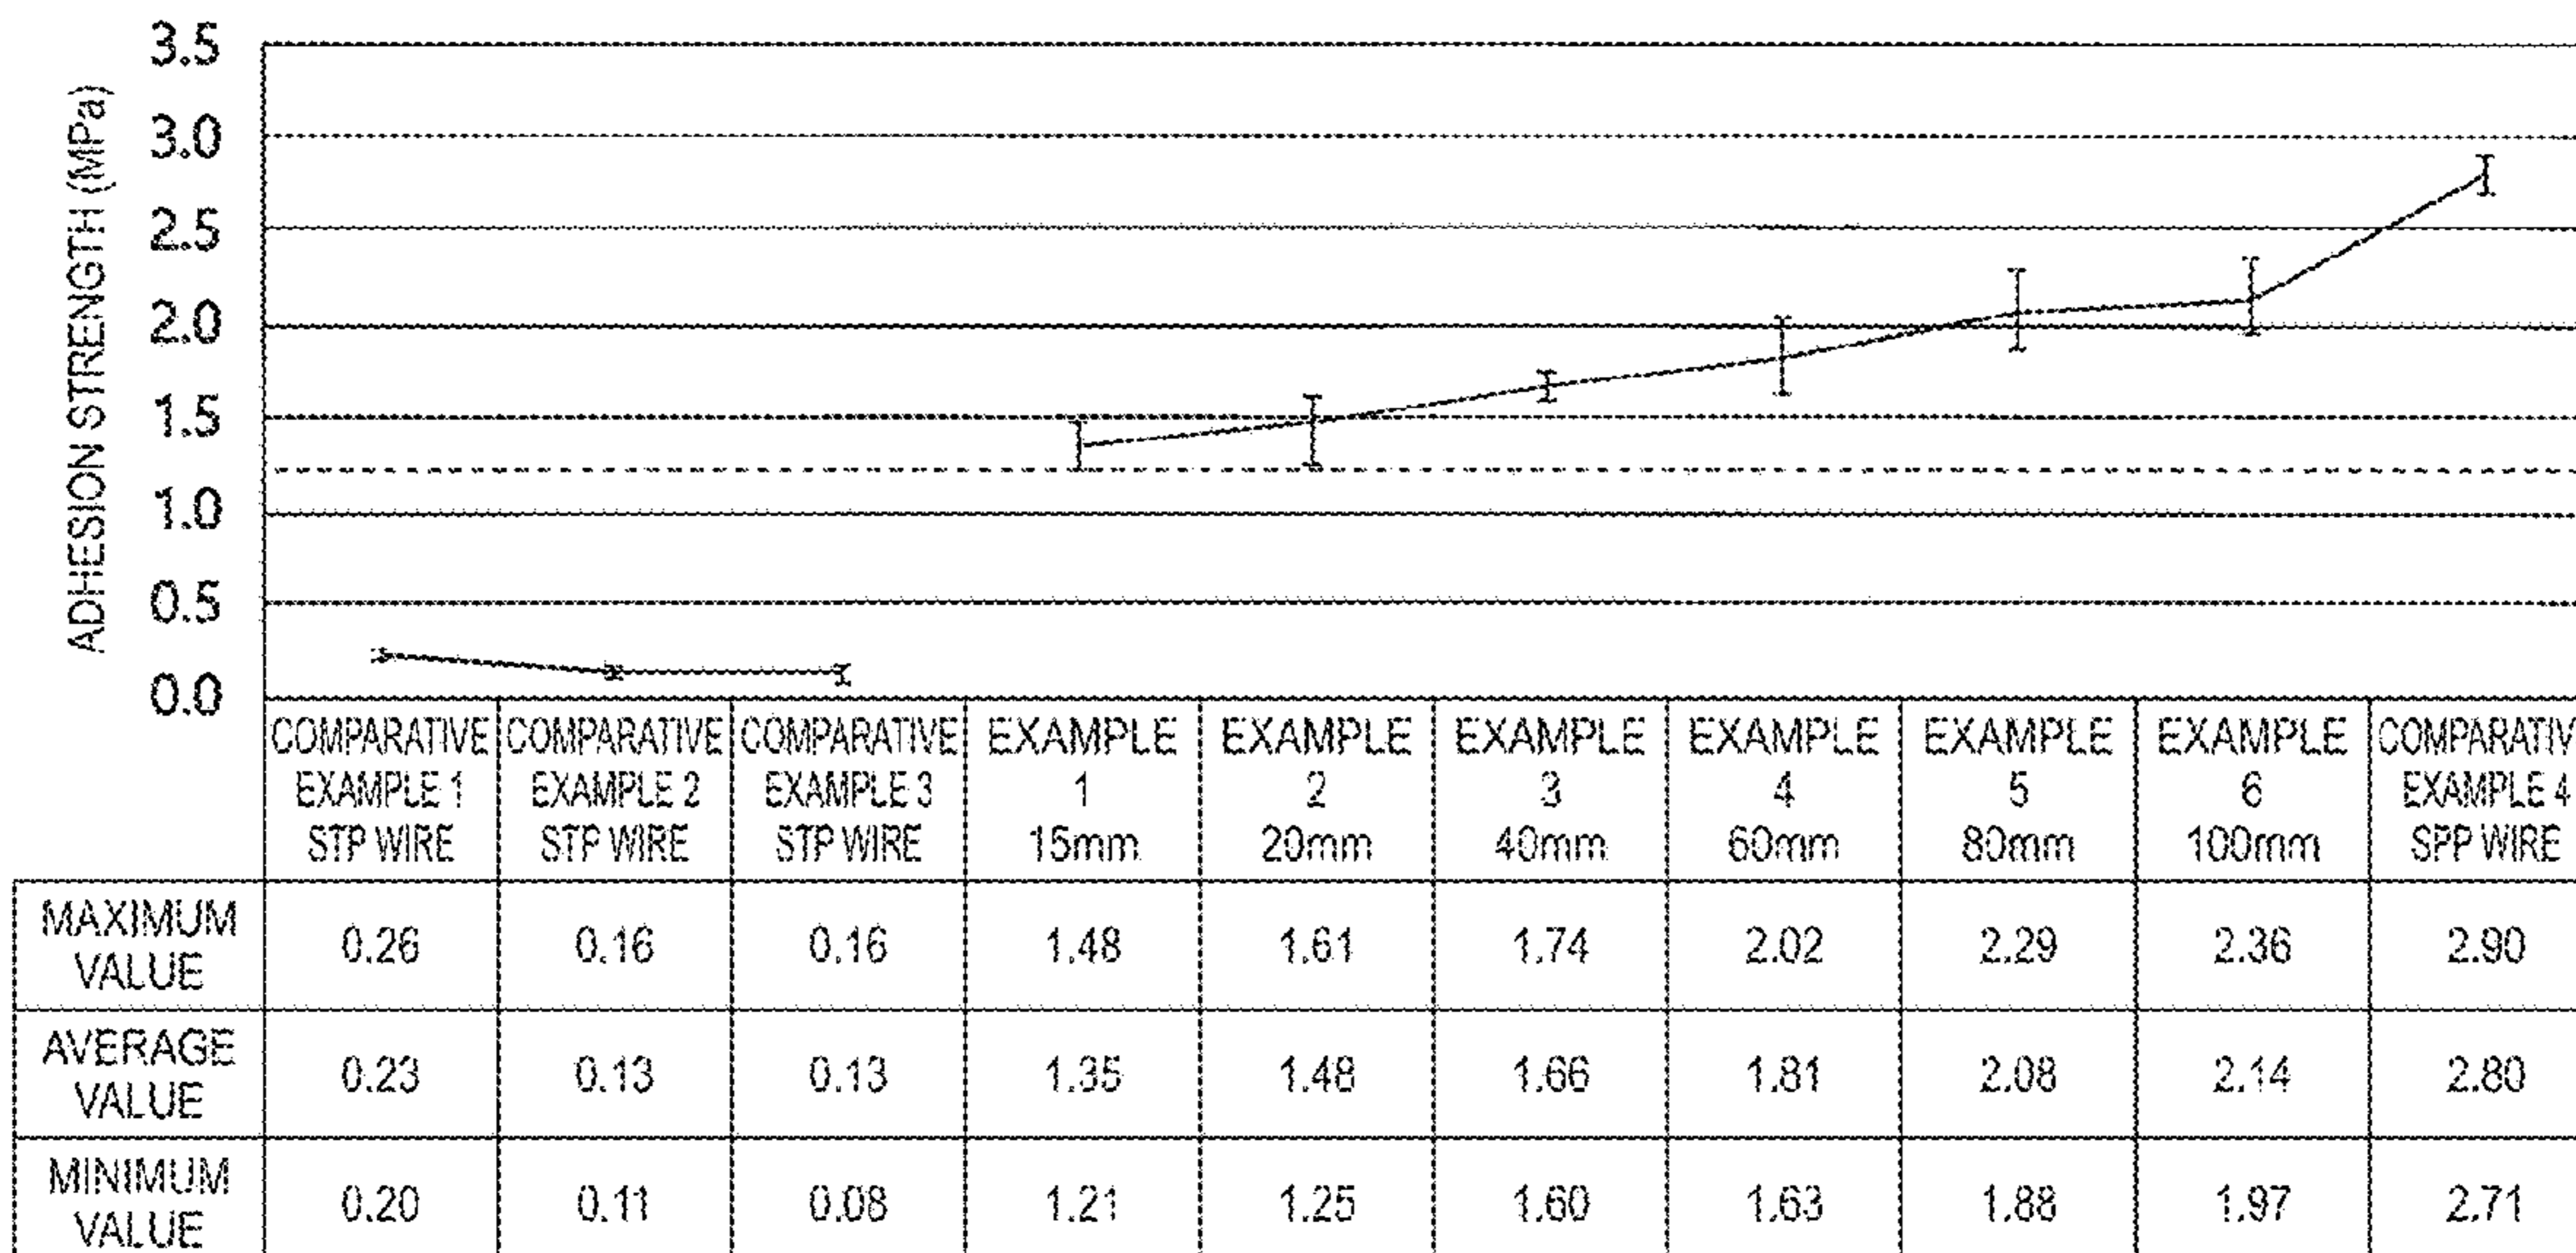 ADHESION STRENGTH (MPa)
3.5
3.0
2.5
2.0
1.5
1.0
0.5
0.0
COMPARATIVE EXAMPLE 1 STP WIRE
COMPARATIVE EXAMPLE 2 STP WIRE
COMPARATIVE EXAMPLE 3 STP WIRE
EXAMPLE 1 15mm
EXAMPLE 2 20mm
EXAMPLE 3 40mm
EXAMPLE 4 60mm
EXAMPLE 5 80mm
EXAMPLE 6 100mm
COMPARATIV EXAMPLE 4 SPP WIRE
MAXIMUM VALUE 0.26 0.16 0.16 1.48 1.61 1.74 2.02 2.29 2.36 2.90
AVERAGE VALUE 0.23 0.13 0.13 1.35 1.48 1.66 1.81 2.08 2.14 2.80
MINIMUM VALUE 0.20 0.11 0.08 1.21 1.25 1.60 1.63 1.88 1.97 2.71